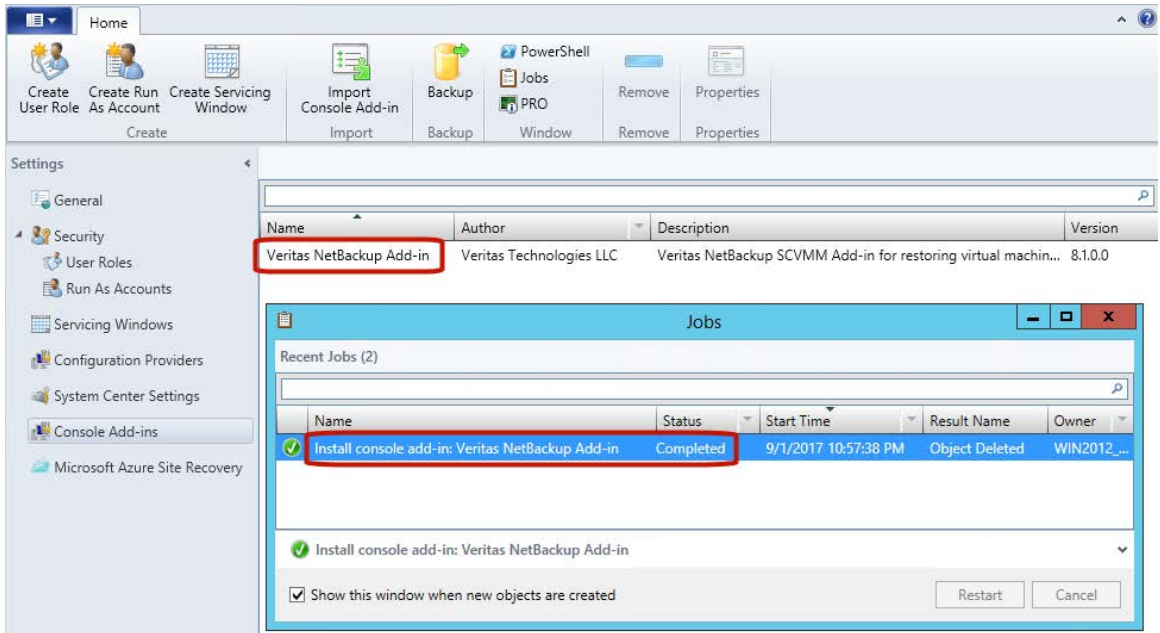 Home
Create User Role
Create Run As Account
Create Servicing Window
Create
Import Console Add-in
Import
Backup
Backup
PowerShell
Jobs
PRO
Window
Remove
Remove
Properties
Properties
Settings
General
Security
User Roles
Run As Accounts
Servicing Windows
Configuration Providers
System Center Settings
Console Add-ins
Microsoft Azure Site Recovery
Name Author Description Version
Veritas NetBackup Add-in Veritas Technologies LLC Veritas NetBackup SCVMM Add-in for restoring virtual machin... 8.1.0.0
Jobs
Recent Jobs (2)
Name Status Start Time Result Name Owner
Install console add-in: Veritas NetBackup Add-in Completed 9/1/2017 10:57:38 PM Object Deleted WIN2012_...
Install console add-in: Veritas NetBackup Add-in
Show this window when new objects are created
Restart Cancel